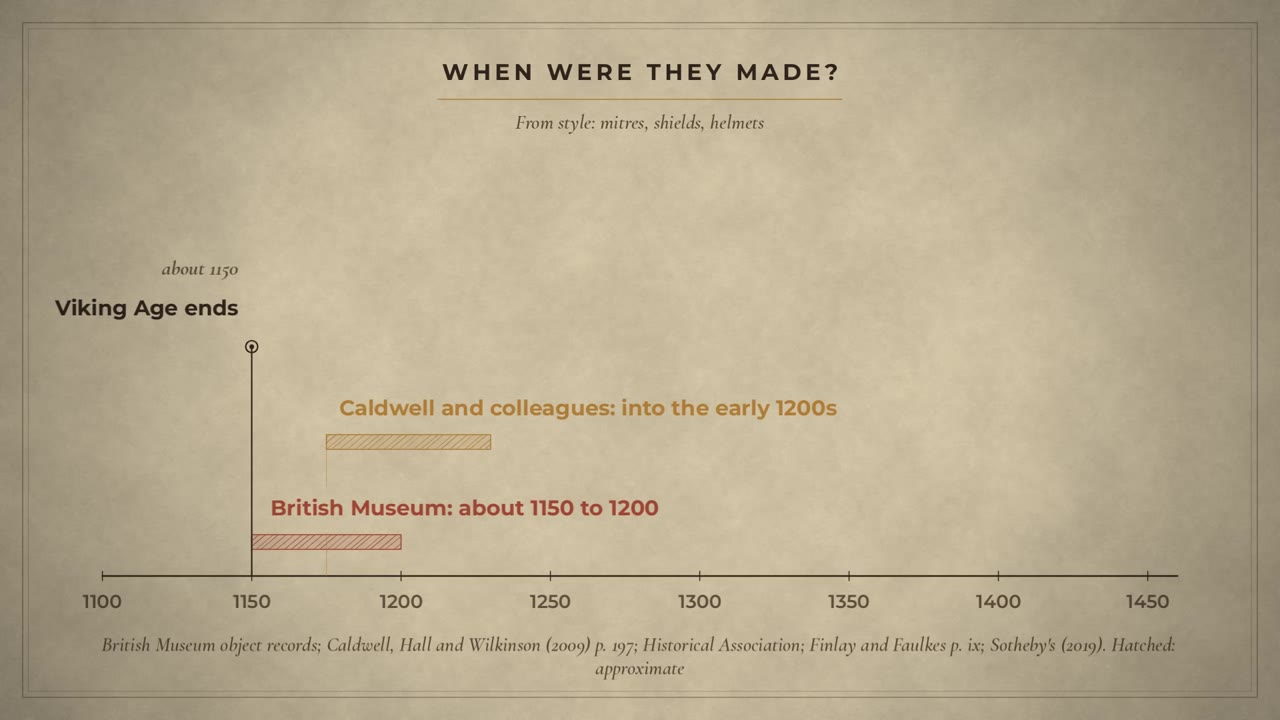 WHEN WERE THEY MADE?
From style: mitres, shields, helmets
about 1150
Viking Age ends
Caldwell and colleagues: into the early 1200s
British Museum: about 1150 to 1200
1100 1150 1200 1250 1300 1350 1400 1450
British Museum object records; Caldwell, Hall and Wilkinson (2009) p. 197; Historical Association; Finlay and Faulkes p. ix; Sotheby's (2019). Hatched:
approximate